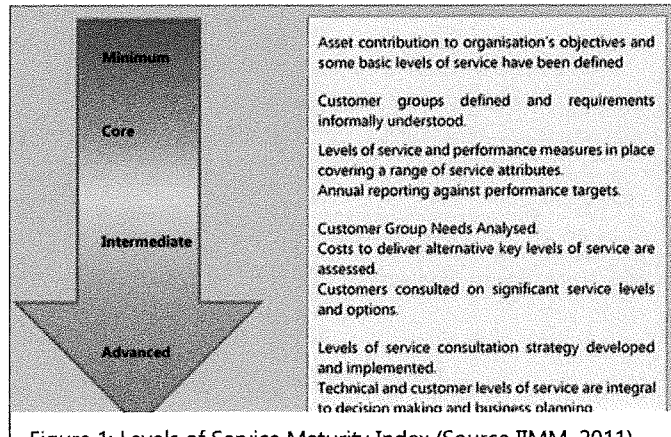 Minimum
Asset contribution to organisation's objectives and
some basic levels of service have been defined
Core
Customer groups defined and requirements
informally understood.
Levels of service and performance measures in place
covering a range of service attributes.
Annual reporting against performance targets.
Intermediate
Customer Group Needs Analysed.
Costs to deliver alternative key levels of service are
assessed.
Customers consulted on significant service levels
and options.
Advanced
Levels of service consultation strategy developed
and implemented.
Technical and customer levels of service are integral
to decision making and business planning
Figure 1: Levels of Service Maturity Index (Source IIMM, 2011)